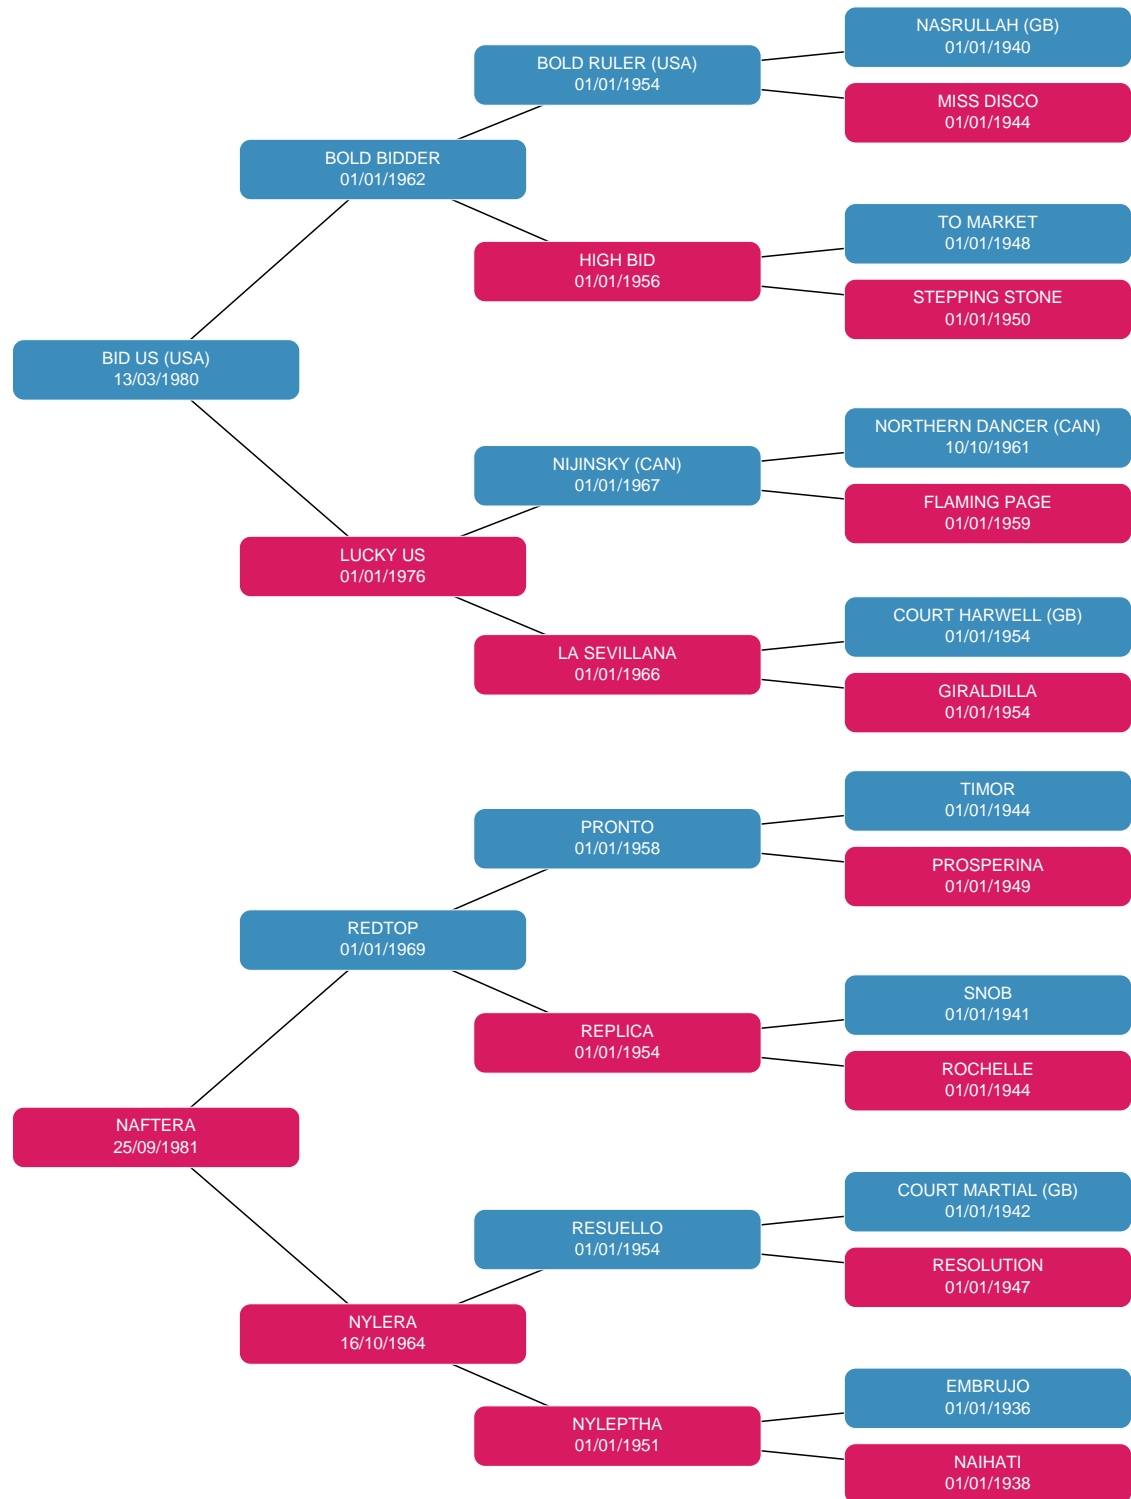 NASRULLAH (GB)
01/01/1940
BOLD RULER (USA)
01/01/1954
MISS DISCO
01/01/1944
BOLD BIDDER
01/01/1962
TO MARKET
01/01/1948
HIGH BID
01/01/1956
STEPPING STONE
01/01/1950
BID US (USA)
13/03/1980
NORTHERN DANCER (CAN)
10/10/1961
NIJINSKY (CAN)
01/01/1967
FLAMING PAGE
01/01/1959
LUCKY US
01/01/1976
COURT HARWELL (GB)
01/01/1954
LA SEVILLANA
01/01/1966
GIRALDILLA
01/01/1954
TIMOR
01/01/1944
PRONTO
01/01/1958
PROSPERINA
01/01/1949
REDTOP
01/01/1969
SNOB
01/01/1941
REPLICA
01/01/1954
ROCHELLE
01/01/1944
NAFTERA
25/09/1981
COURT MARTIAL (GB)
01/01/1942
RESUELLO
01/01/1954
RESOLUTION
01/01/1947
NYLERA
16/10/1964
EMBRUJO
01/01/1936
NYLEPTHA
01/01/1951
NAIHATI
01/01/1938